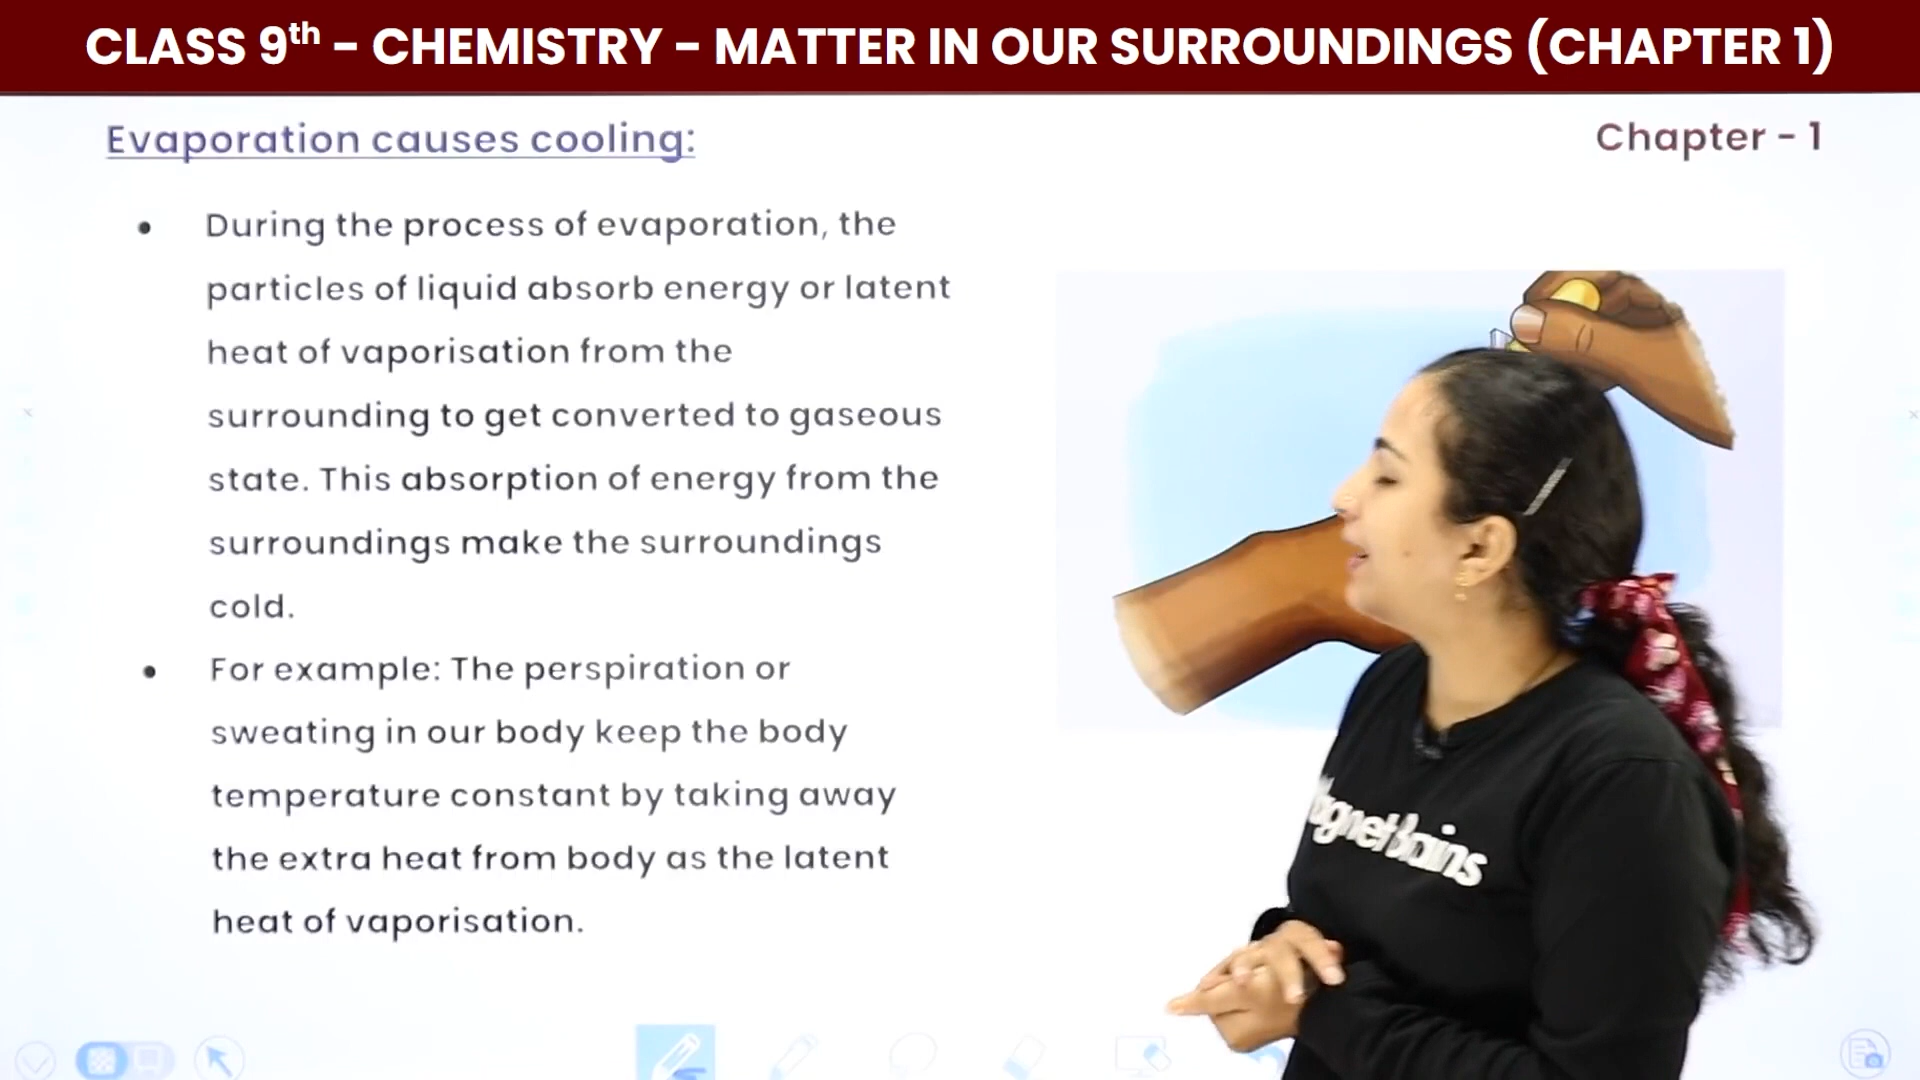 CLASS 9th – CHEMISTRY – MATTER IN OUR SURROUNDINGS (CHAPTER 1)
Evaporation causes cooling:
Chapter - 1
• During the process of evaporation, the
particles of liquid absorb energy or latent
heat of vaporisation from the
surrounding to get converted to gaseous
state. This absorption of energy from the
surroundings make the surroundings
cold.
• For example: The perspiration or
sweating in our body keep the body
temperature constant by taking away
the extra heat from body as the latent
heat of vaporisation.
MagnetBrains